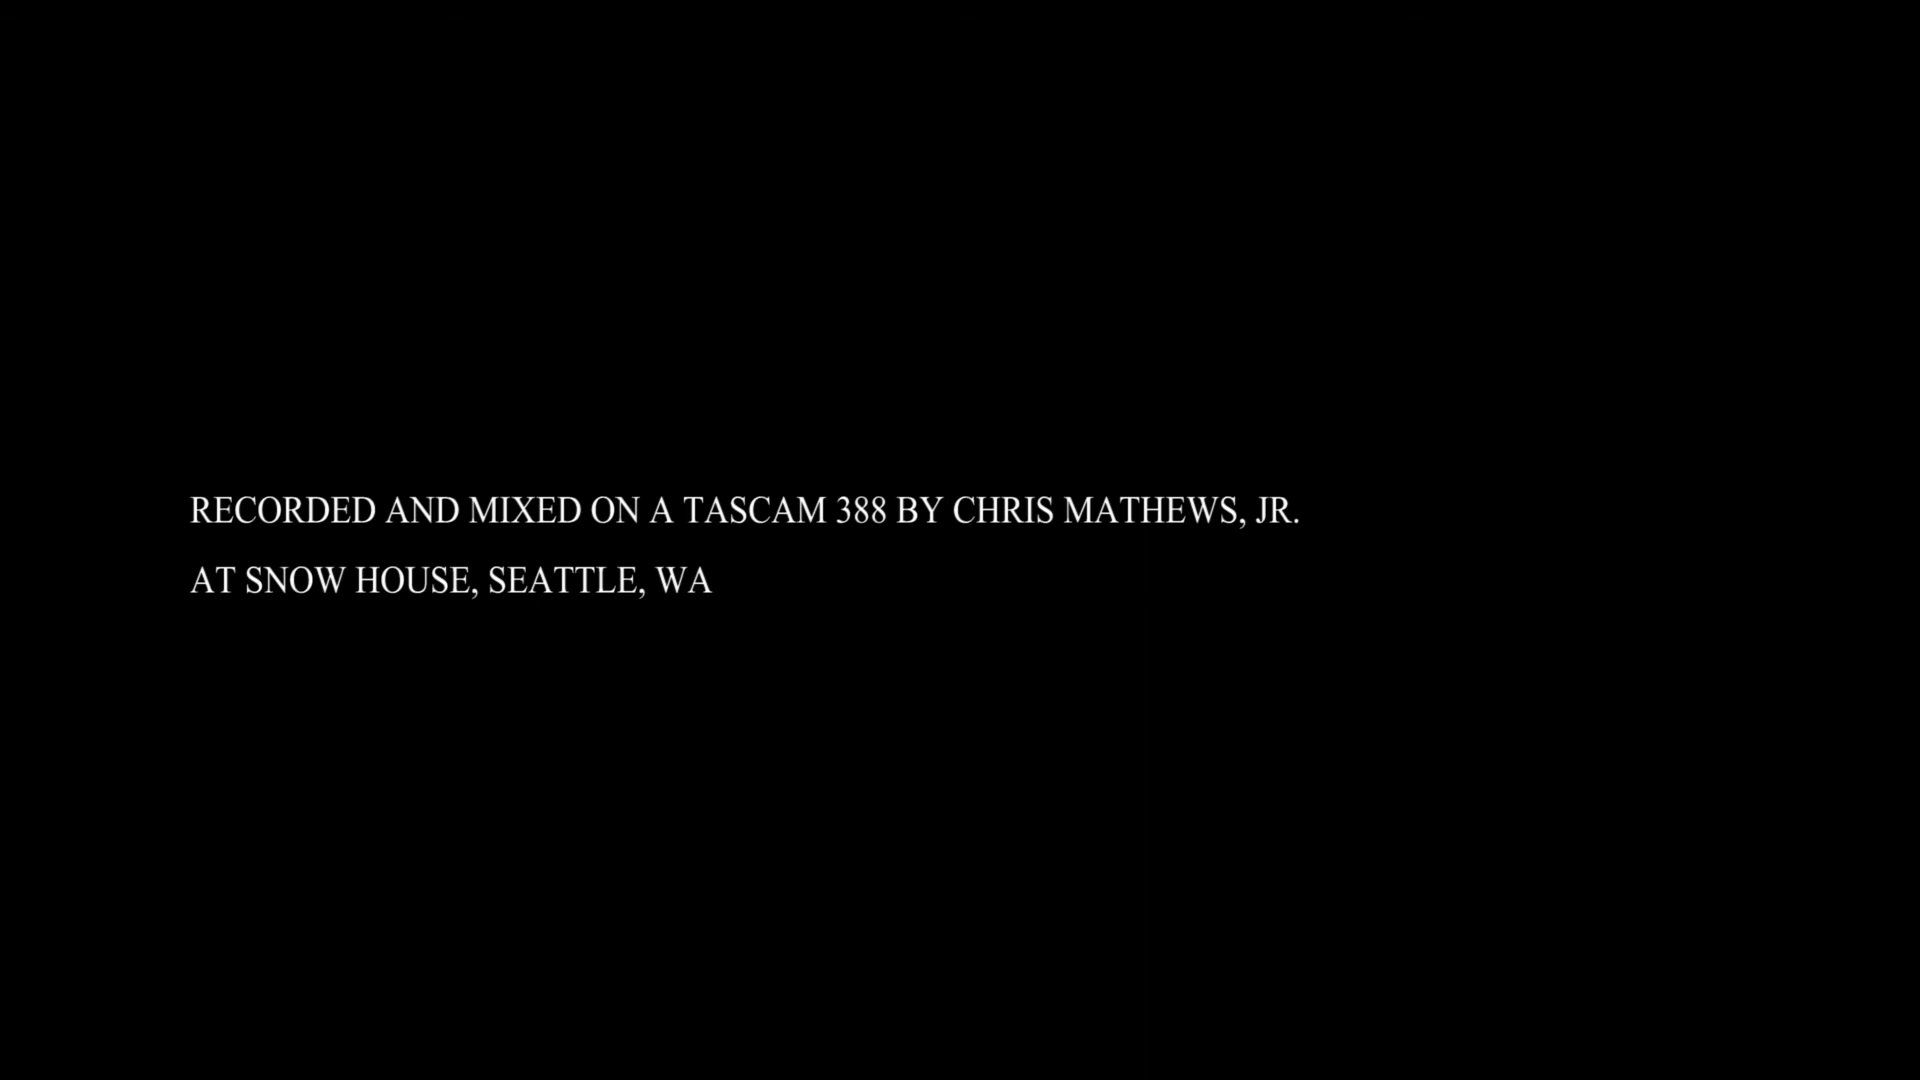 RECORDED AND MIXED ON A TASCAM 388 BY CHRIS MATHEWS, JR.
AT SNOW HOUSE, SEATTLE, WA